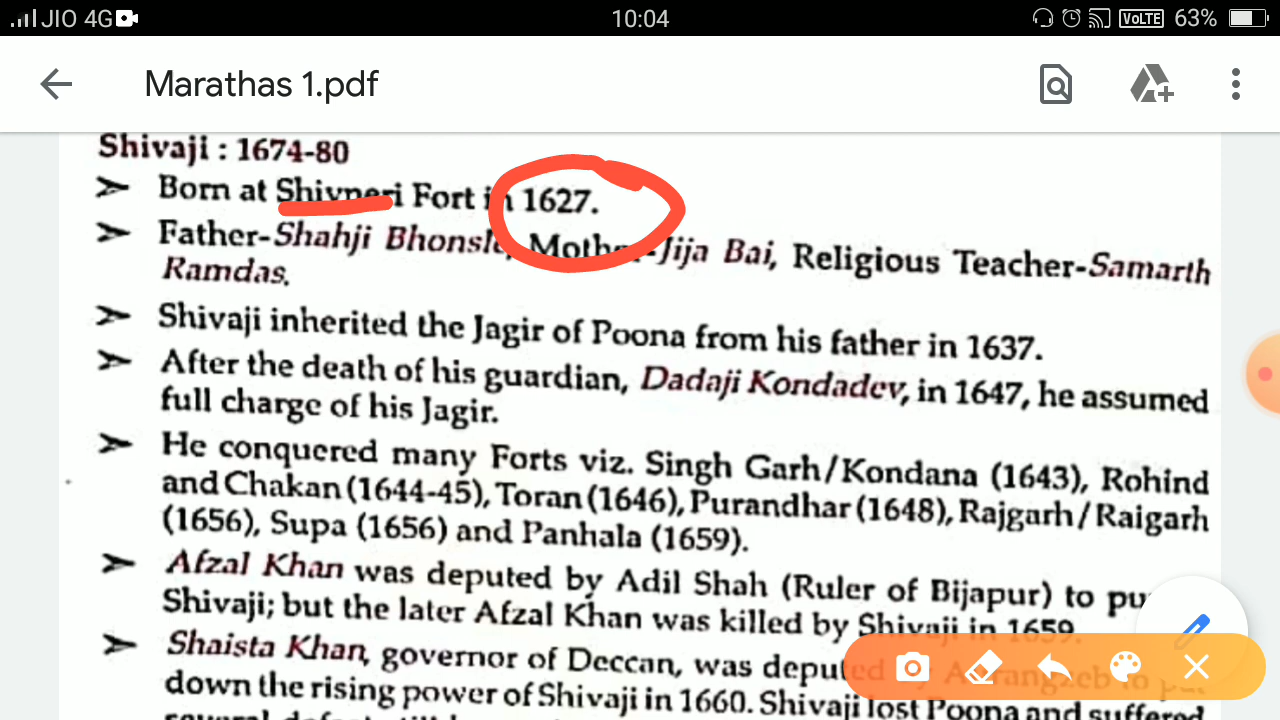 JIO 4G 10:04 VoLTE 63%
Marathas 1.pdf
Shivaji : 1674-80
➢ Born at Shivneri Fort in 1627.
➢ Father-Shahji Bhonsle, Mother-Jija Bai, Religious Teacher-Samarth
Ramdas.
➢ Shivaji inherited the Jagir of Poona from his father in 1637.
➢ After the death of his guardian, Dadaji Kondadev, in 1647, he assumed
full charge of his Jagir.
➢ He conquered many Forts viz. Singh Garh/Kondana (1643), Rohind
and Chakan (1644-45), Toran (1646), Purandhar (1648), Rajgarh/Raigarh
(1656), Supa (1656) and Panhala (1659).
➢ Afzal Khan was deputed by Adil Shah (Ruler of Bijapur) to
Shivaji; but the later Afzal Khan was killed by Shivaji in 1659.
➢ Shaista Khan, governor of Deccan, was to put
down the rising power of Shivaji in 1660. Shivaji lost Poona and suffered